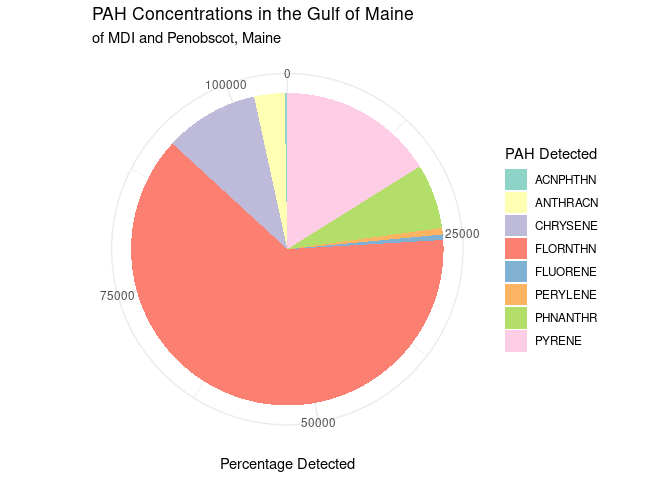 PAH Concentrations in the Gulf of Maine
of MDI and Penobscot, Maine
0
100000
25000
75000
50000
Percentage Detected
PAH Detected
ACNPHTHN
ANTHRACN
CHRYSENE
FLORNTHN
FLUORENE
PERYLENE
PHNANTHR
PYRENE